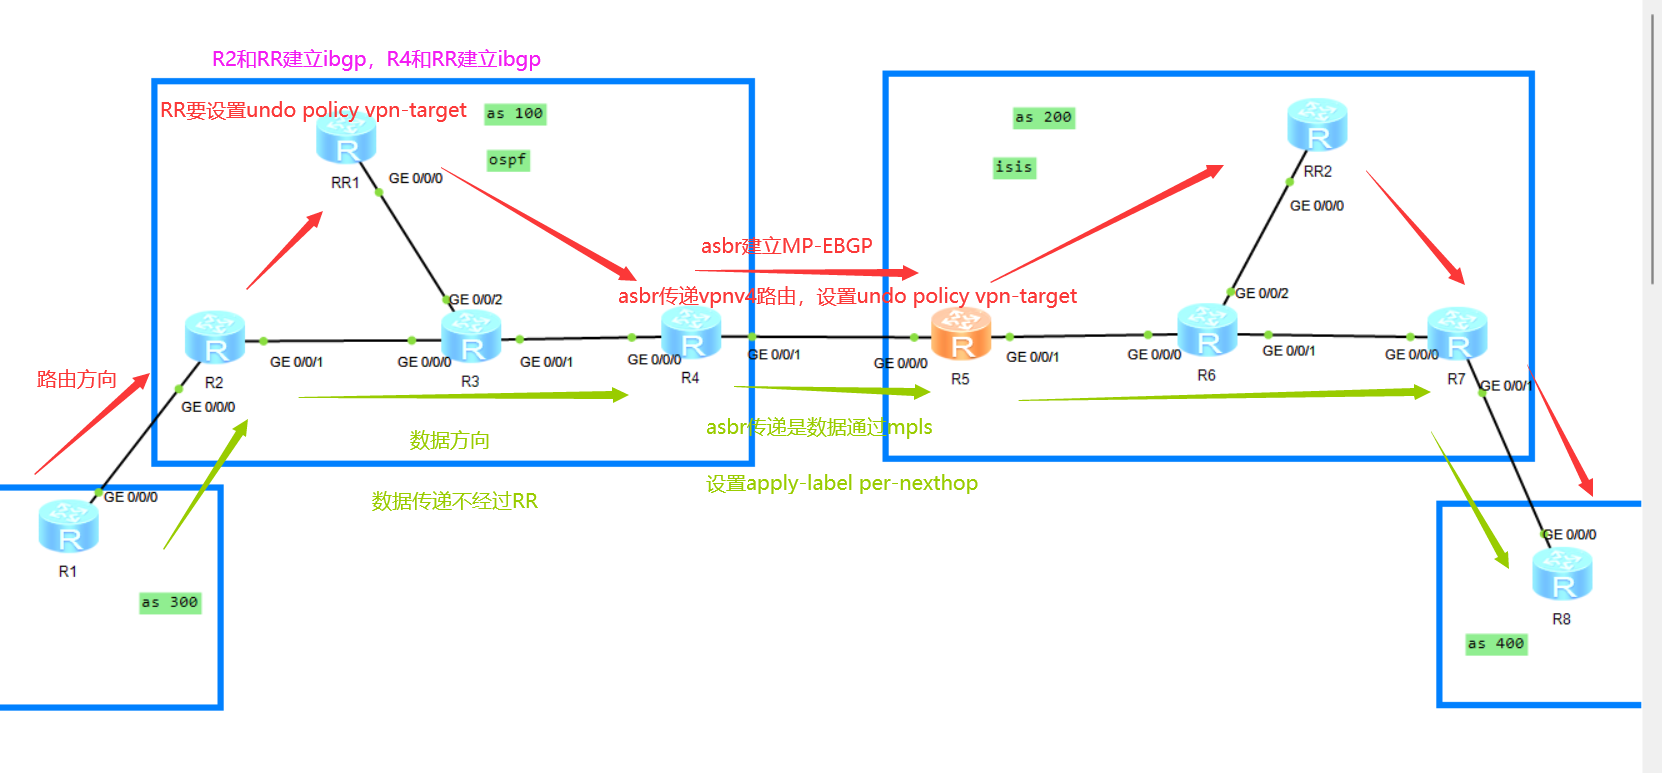 R2和RR建立ibgp，R4和RR建立ibgp
RR要设置undo policy vpn-target
as 100
ospf
RR1
GE 0/0/0
GE 0/0/2
R2
GE 0/0/1
GE 0/0/0
GE 0/0/0
R3
GE 0/0/1
GE 0/0/0
R4
GE 0/0/1
路由方向
数据方向
数据传递不经过RR
asbr建立MP-EBGP
asbr传递vpnv4路由，设置undo policy vpn-target
asbr传递是数据通过mpls
设置apply-label per-nexthop
as 200
isis
RR2
GE 0/0/0
GE 0/0/2
GE 0/0/0
R5
GE 0/0/1
GE 0/0/0
R6
GE 0/0/1
GE 0/0/0
R7
GE 0/0/1
GE 0/0/0
R1
as 300
GE 0/0/0
R8
as 400